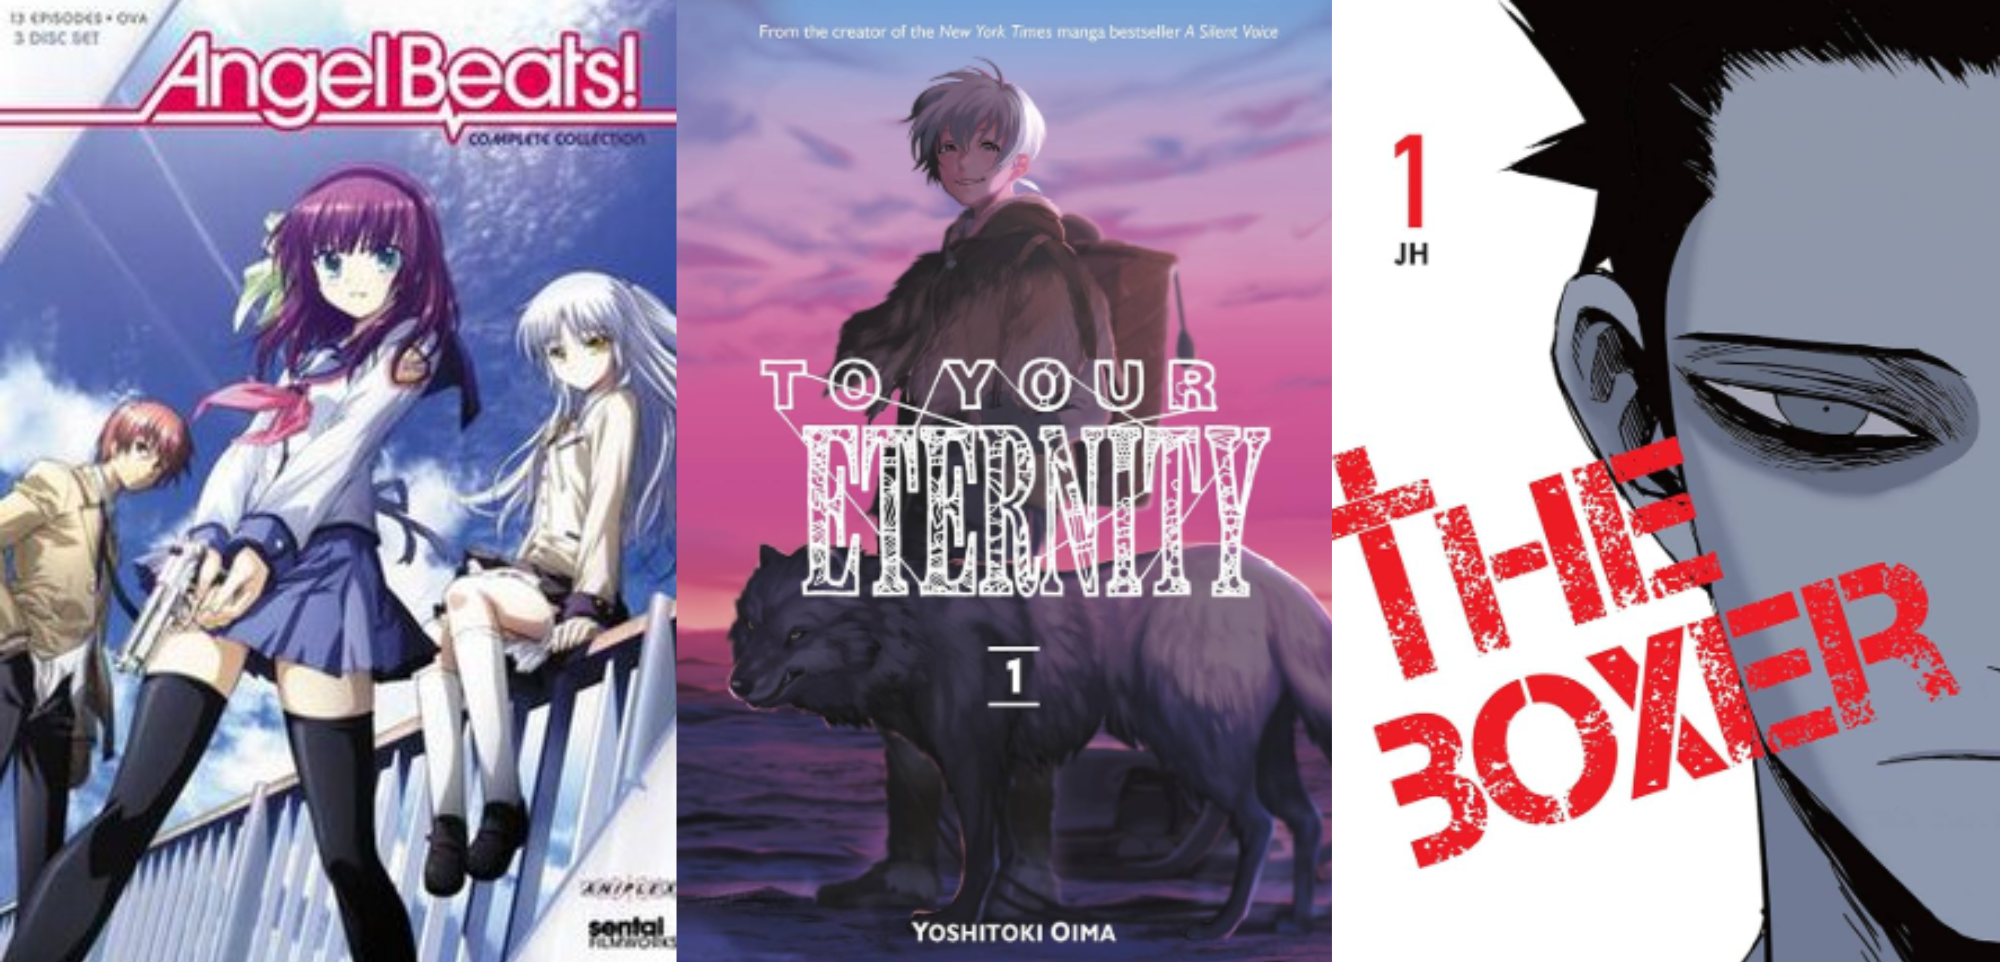 13 EPISODES • OVA
3 DISC SET
Angel Beats!
COMPLETE COLLECTION
ANIPLEX
sentai
FILMWORKS
From the creator of the New York Times manga bestseller A Silent Voice
TO YOUR
ETERNITY
1
YOSHITOKI OIMA
1
JH
THE
BOXER